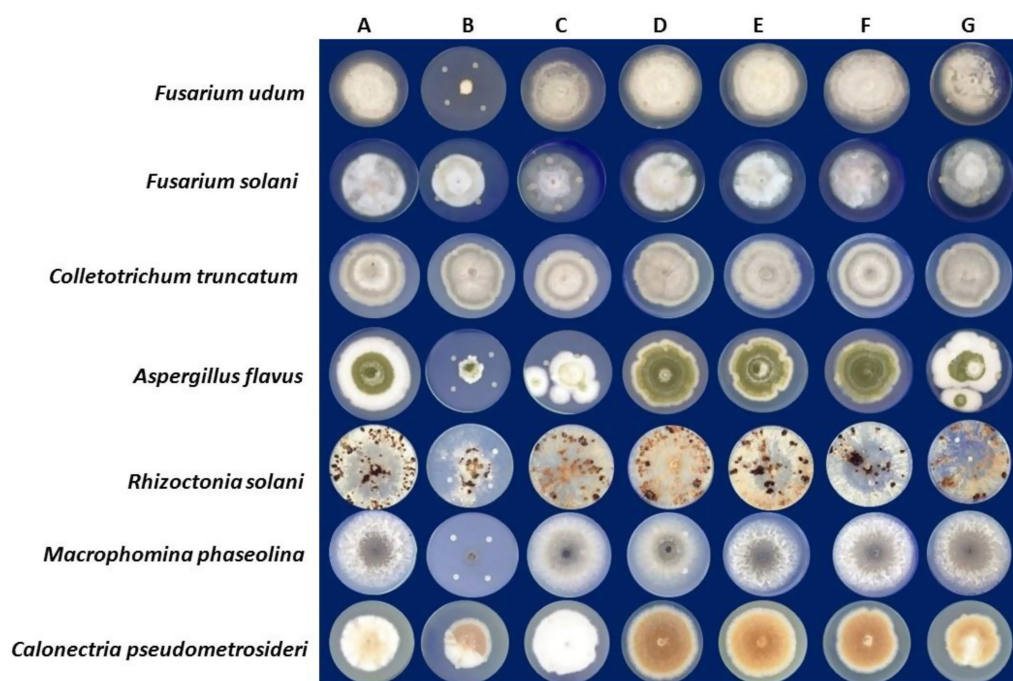 A B C D E F G
Fusarium udum
Fusarium solani
Colletotrichum truncatum
Aspergillus flavus
Rhizoctonia solani
Macrophomina phaseolina
Calonectria pseudometrosideri